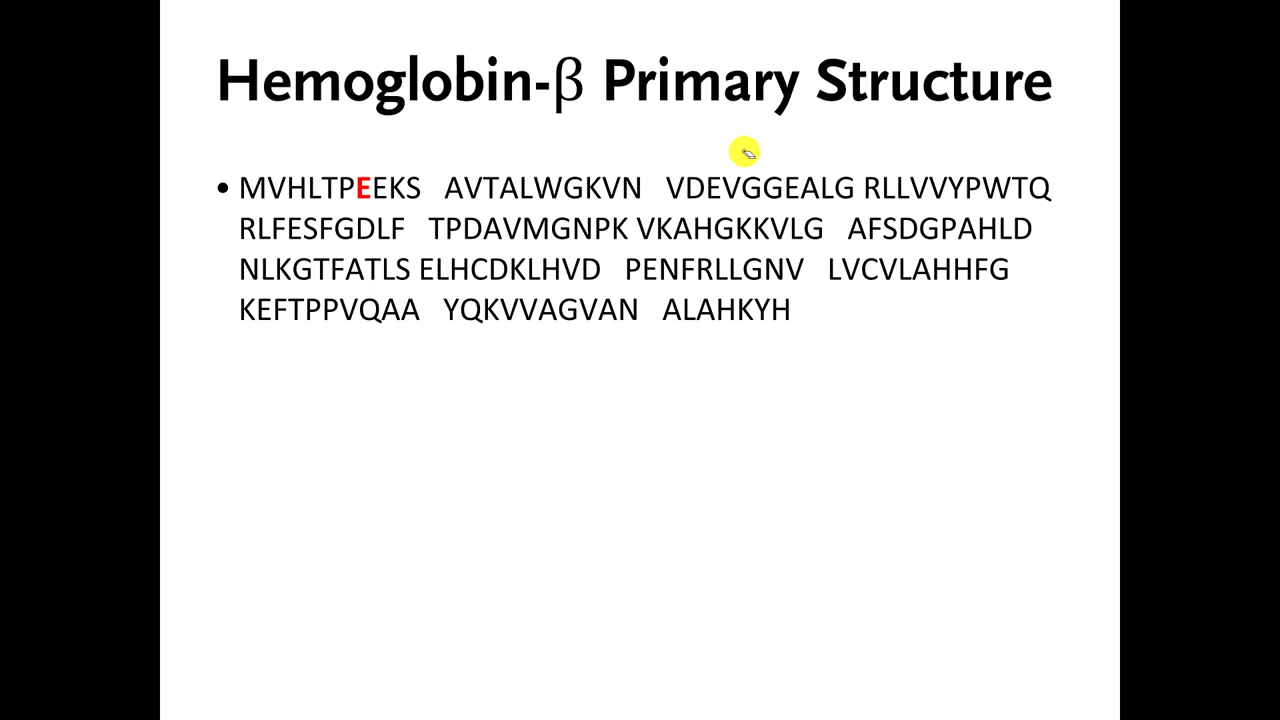 Hemoglobin-β Primary Structure
• MVHLTPEEKS AVTALWGKVN VDEVGGEALG RLLVVYPWTQ
RLFESFGDLF TPDAVMGNPK VKAHGKKVLG AFSDGPAHLD
NLKGTFATLS ELHCDKLHVD PENFRLLGNV LVCVLAHHFG
KEFTPPVQAA YQKVVAGVAN ALAHKYH